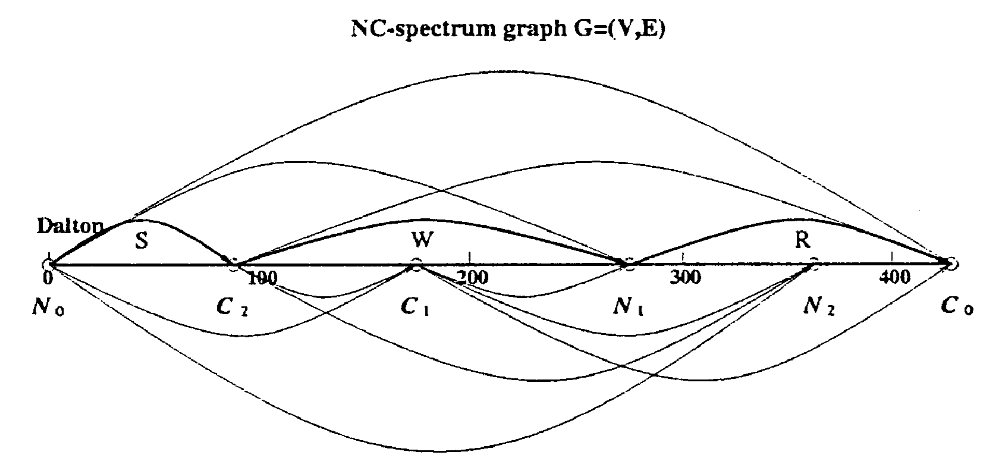 NC-spectrum graph G=(V,E)
Dalton
S W R
0 100 200 300 400
N0 C2 C1 N1 N2 C0